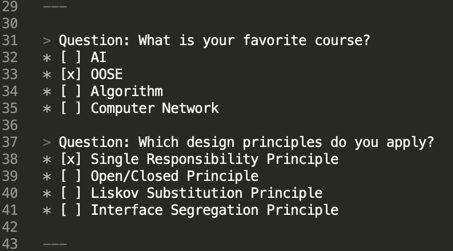 29 ---
30
31 > Question: What is your favorite course?
32 * [ ] AI
33 * [x] OOSE
34 * [ ] Algorithm
35 * [ ] Computer Network
36
37 > Question: Which design principles do you apply?
38 * [x] Single Responsibility Principle
39 * [ ] Open/Closed Principle
40 * [ ] Liskov Substitution Principle
41 * [ ] Interface Segregation Principle
42
43 ---